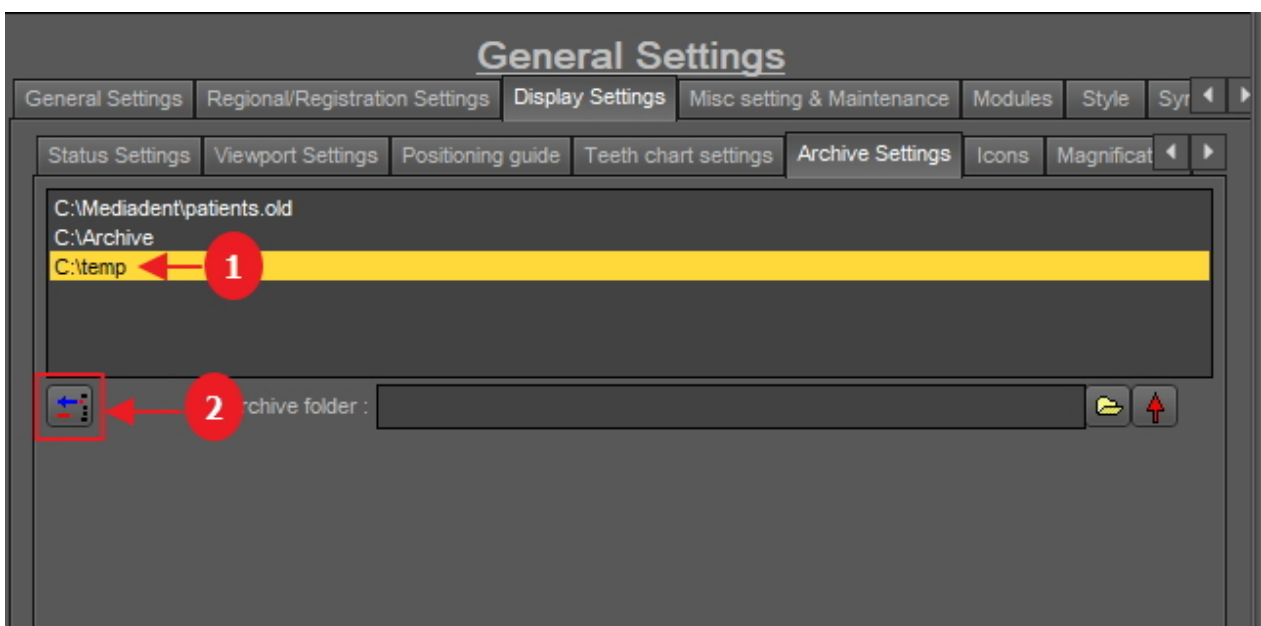 General Settings
General Settings Regional/Registration Settings Display Settings Misc setting & Maintenance Modules Style Syr
Status Settings Viewport Settings Positioning guide Teeth chart settings Archive Settings Icons Magnificat
C:\Mediadent\patients.old
C:\Archive
C:\temp 1
2 rchive folder :